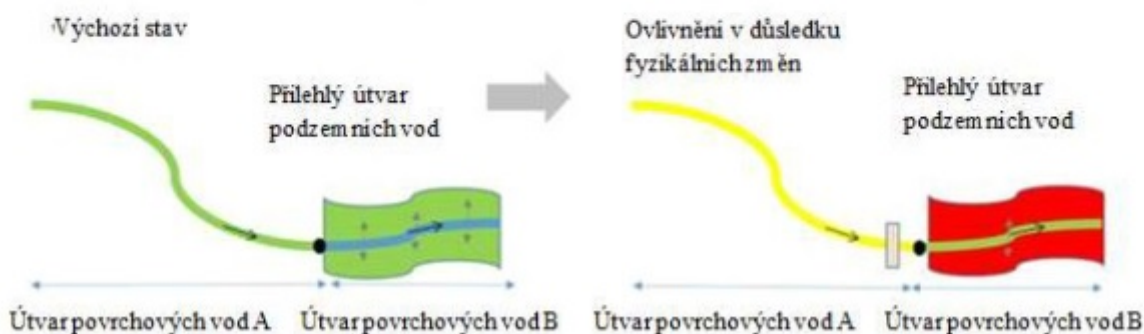 Výchozí stav
Přilehlý útvar
podzemních vod
Útvar povrchových vod A
Útvar povrchových vod B
Ovlivnění v důsledku
fyzikálních změn
Přilehlý útvar
podzemních vod
Útvar povrchových vod A
Útvar povrchových vod B